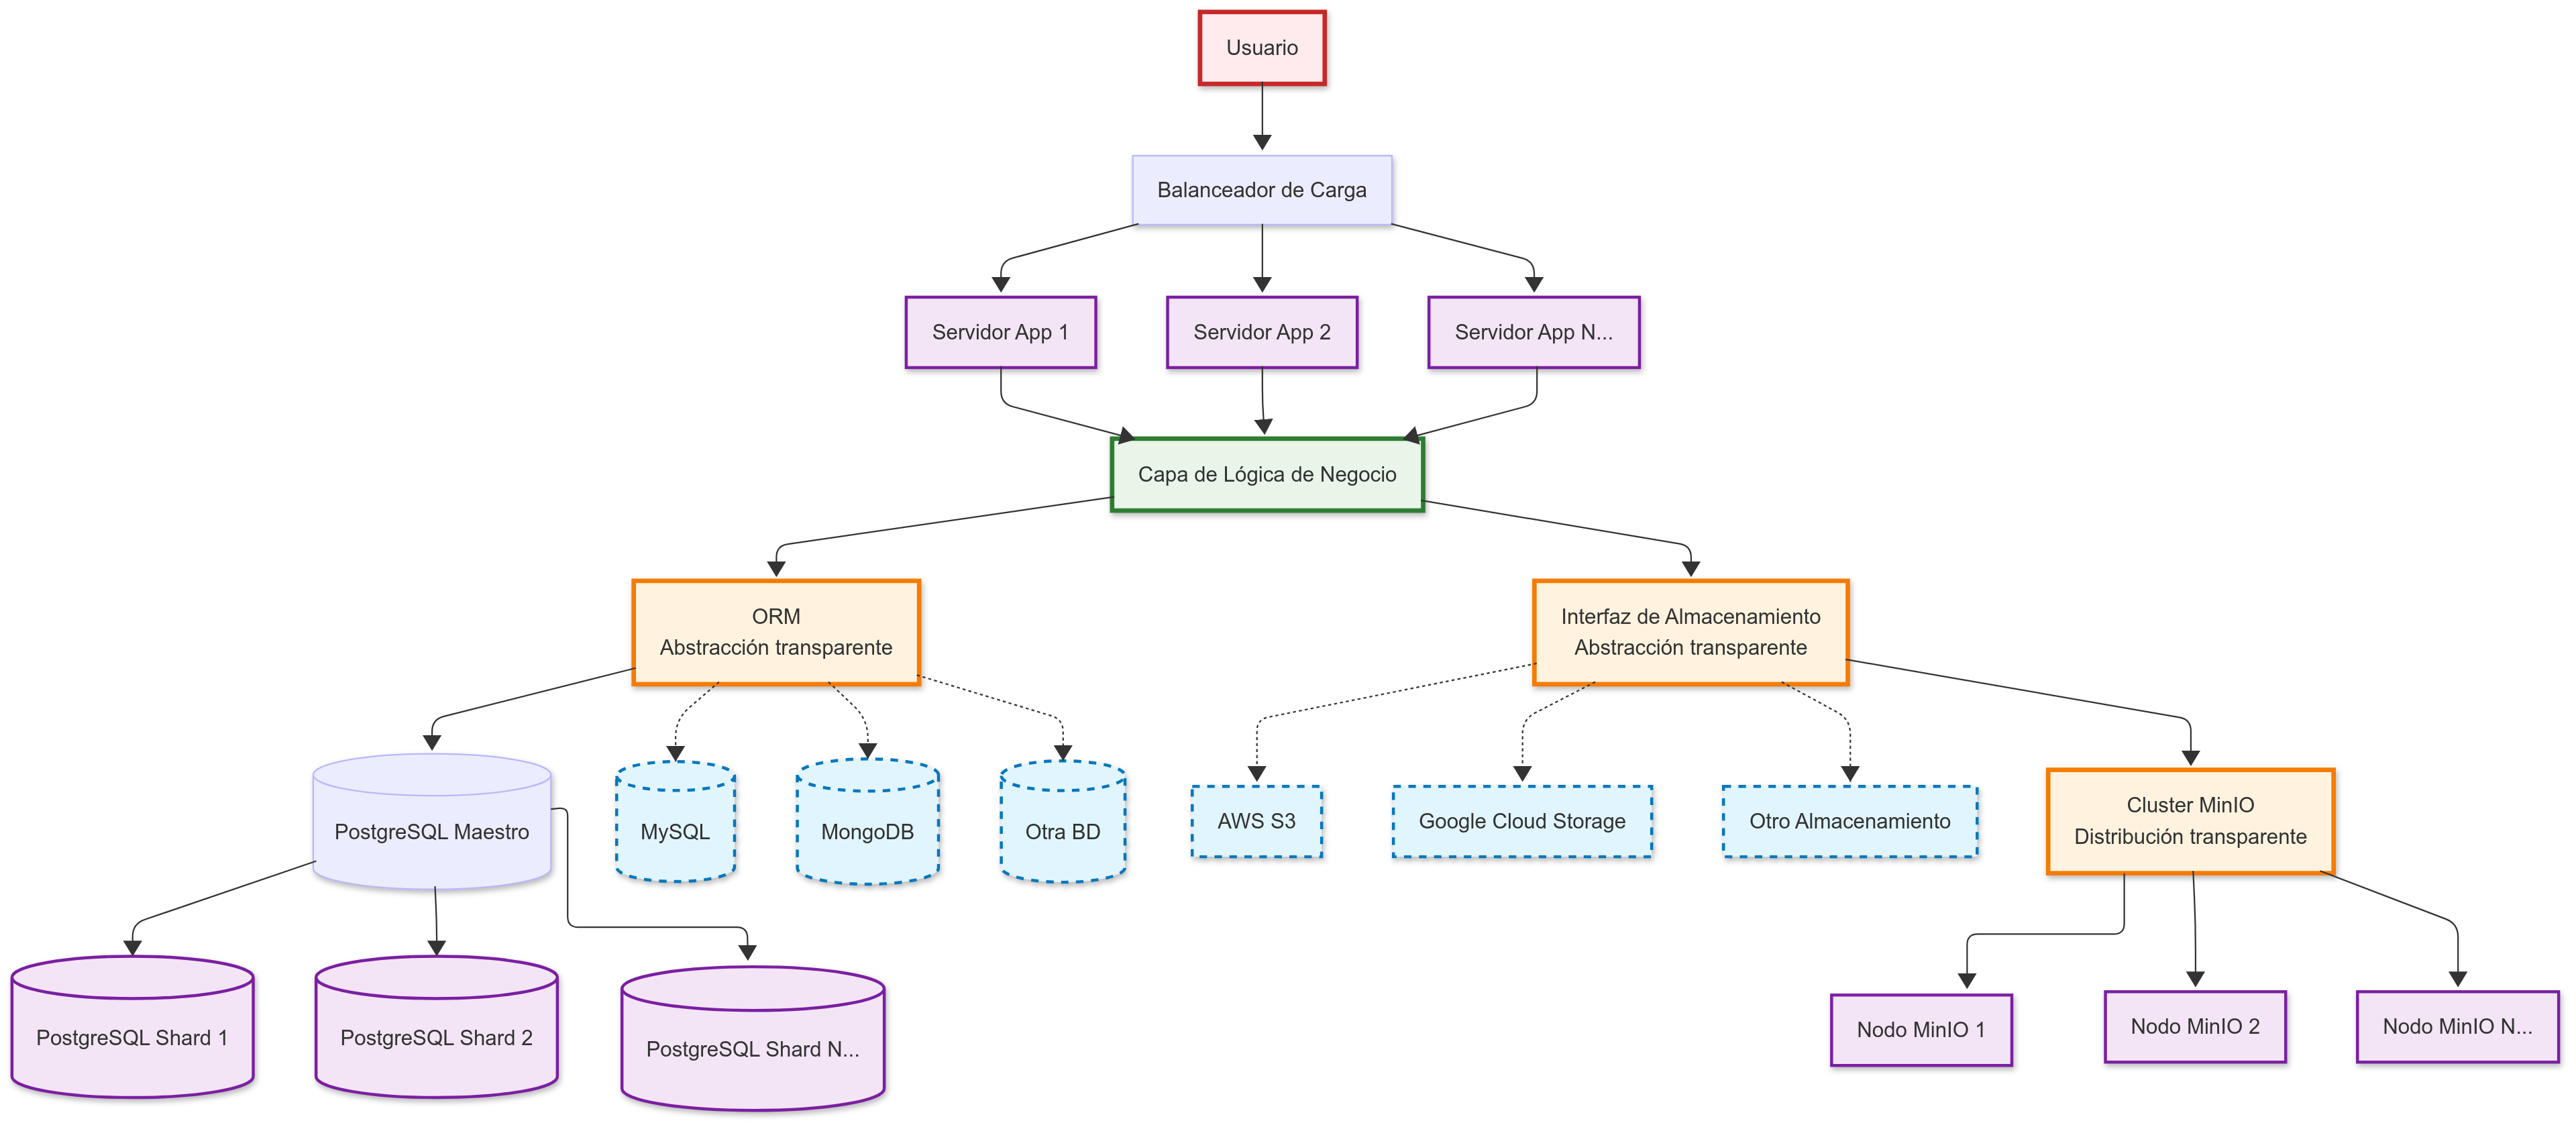 Usuario
Balanceador de Carga
Servidor App 1
Servidor App 2
Servidor App N...
Capa de Lógica de Negocio
ORM
Abstracción transparente
Interfaz de Almacenamiento
Abstracción transparente
PostgreSQL Maestro
MySQL
MongoDB
Otra BD
AWS S3
Google Cloud Storage
Otro Almacenamiento
Cluster MinIO
Distribución transparente
PostgreSQL Shard 1
PostgreSQL Shard 2
PostgreSQL Shard N...
Nodo MinIO 1
Nodo MinIO 2
Nodo MinIO N...